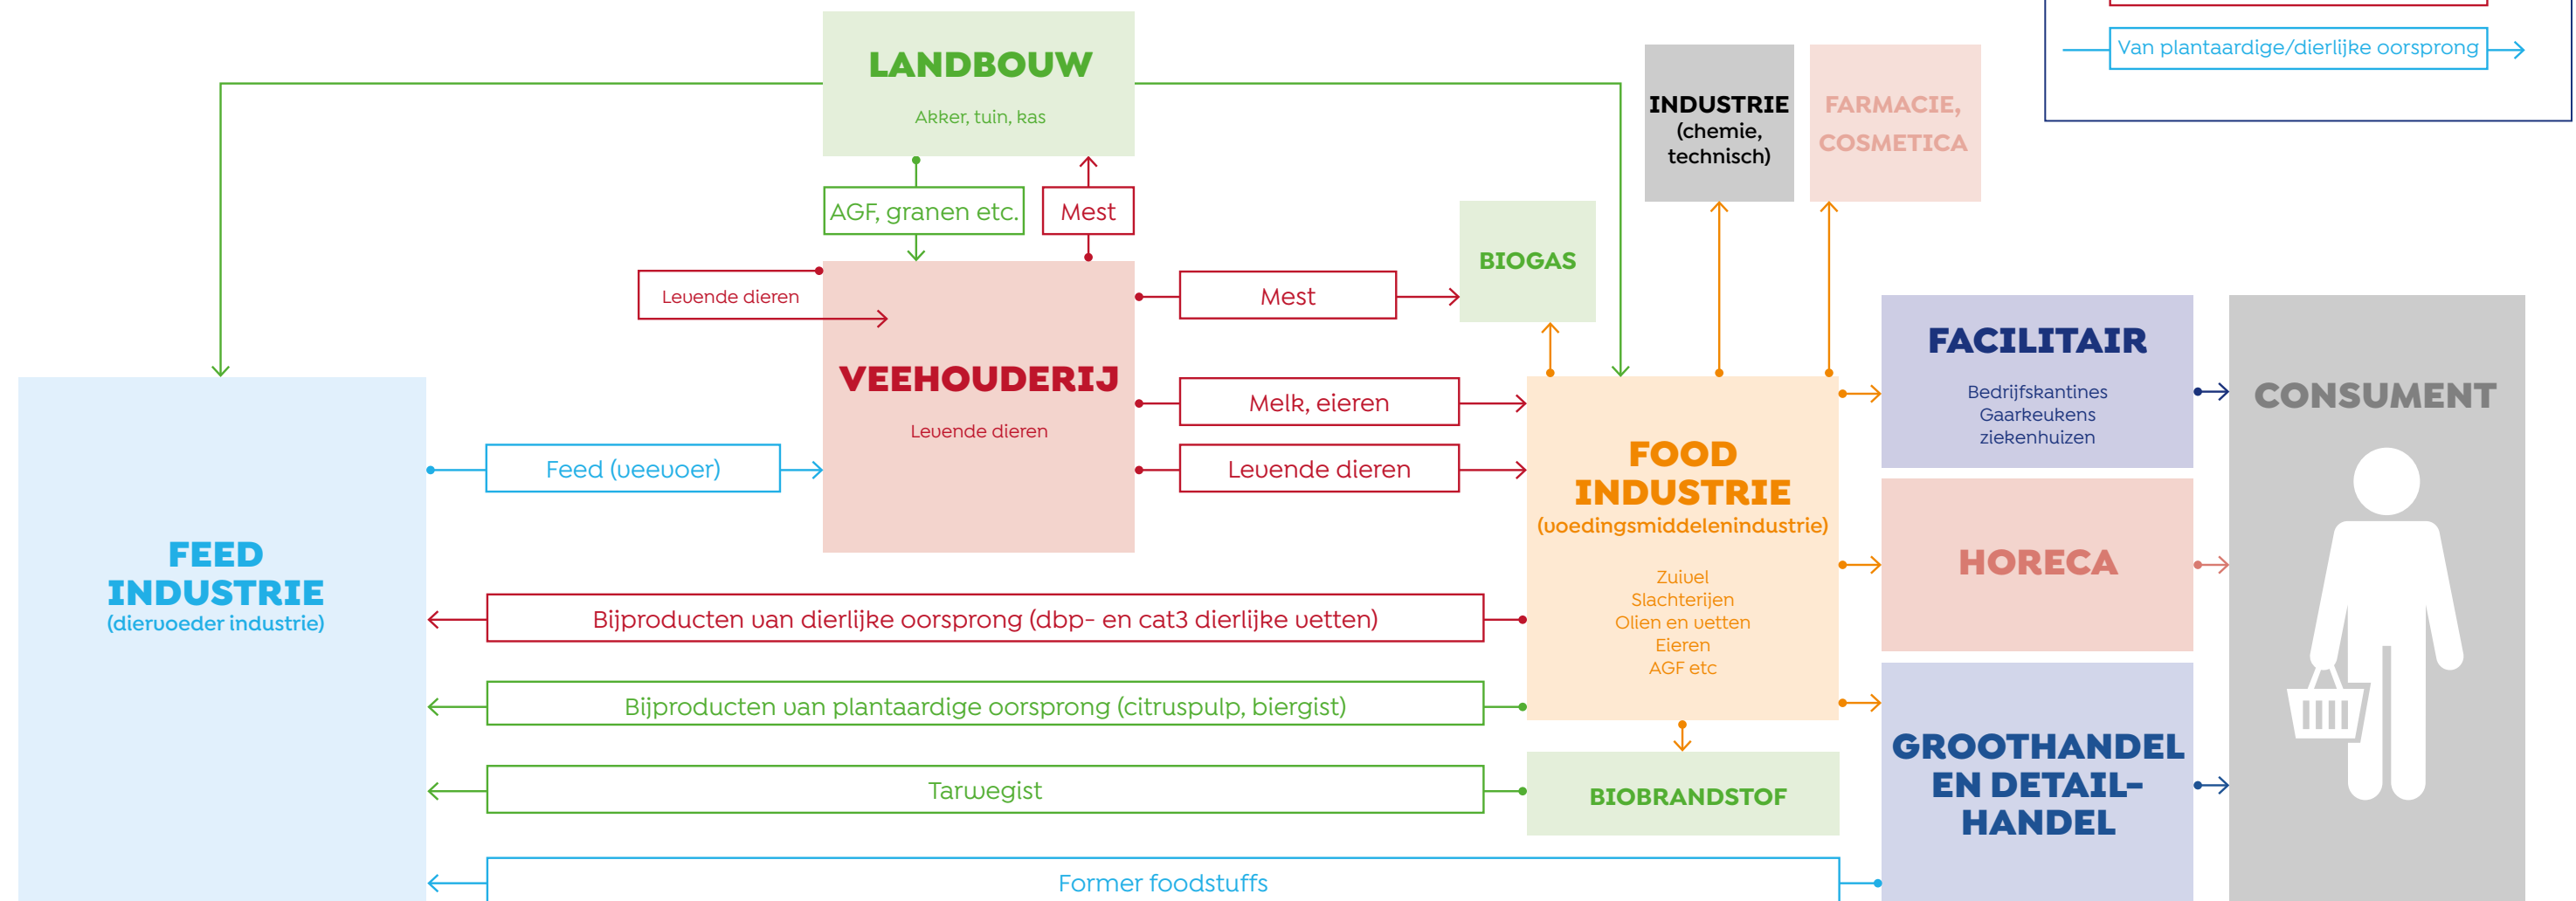 LANDBOUW
Akker, tuin, kas
Van plantaardige/dierlijke oorsprong
INDUSTRIE
(chemie,
technisch)
FARMACIE,
COSMETICA
AGF, granen etc.
Mest
BIOGAS
Levende dieren
Mest
VEEHOUDERIJ
Levende dieren
Melk, eieren
Levende dieren
Feed (veevoer)
FEED
INDUSTRIE
(diervoeder industrie)
FOOD
INDUSTRIE
(voedingsmiddelenindustrie)
Zuivel
Slachterijen
Olien en vetten
Eieren
AGF etc
FACILITAIR
Bedrijfskantines
Gaarkeukens
ziekenhuizen
CONSUMENT
HORECA
Bijproducten van dierlijke oorsprong (dbp- en cat3 dierlijke vetten)
Bijproducten van plantaardige oorsprong (citruspulp, biergist)
Tarwegist
BIOBRANDSTOF
GROOTHANDEL
EN DETAIL-
HANDEL
Former foodstuffs